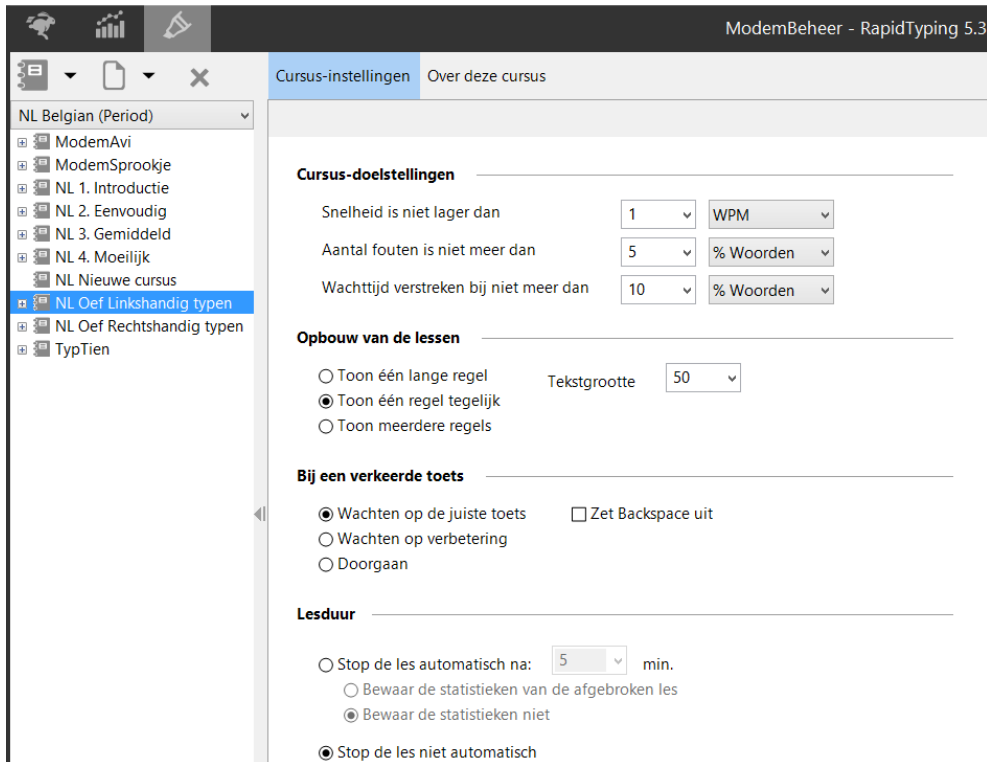 ModemBeheer - RapidTyping 5.3
Cursus-instellingen Over deze cursus
NL Belgian (Period)
ModemAvi
ModemSprookje
NL 1. Introductie
NL 2. Eenvoudig
NL 3. Gemiddeld
NL 4. Moeilijk
NL Nieuwe cursus
NL Oef Linkshandig typen
NL Oef Rechtshandig typen
TypTien
Cursus-doelstellingen
Snelheid is niet lager dan 1 WPM
Aantal fouten is niet meer dan 5 % Woorden
Wachttijd verstreken bij niet meer dan 10 % Woorden
Opbouw van de lessen
Toon één lange regel Tekstgrootte 50
Toon één regel tegelijk
Toon meerdere regels
Bij een verkeerde toets
Wachten op de juiste toets Zet Backspace uit
Wachten op verbetering
Doorgaan
Lesduur
Stop de les automatisch na: 5 min.
Bewaar de statistieken van de afgebroken les
Bewaar de statistieken niet
Stop de les niet automatisch